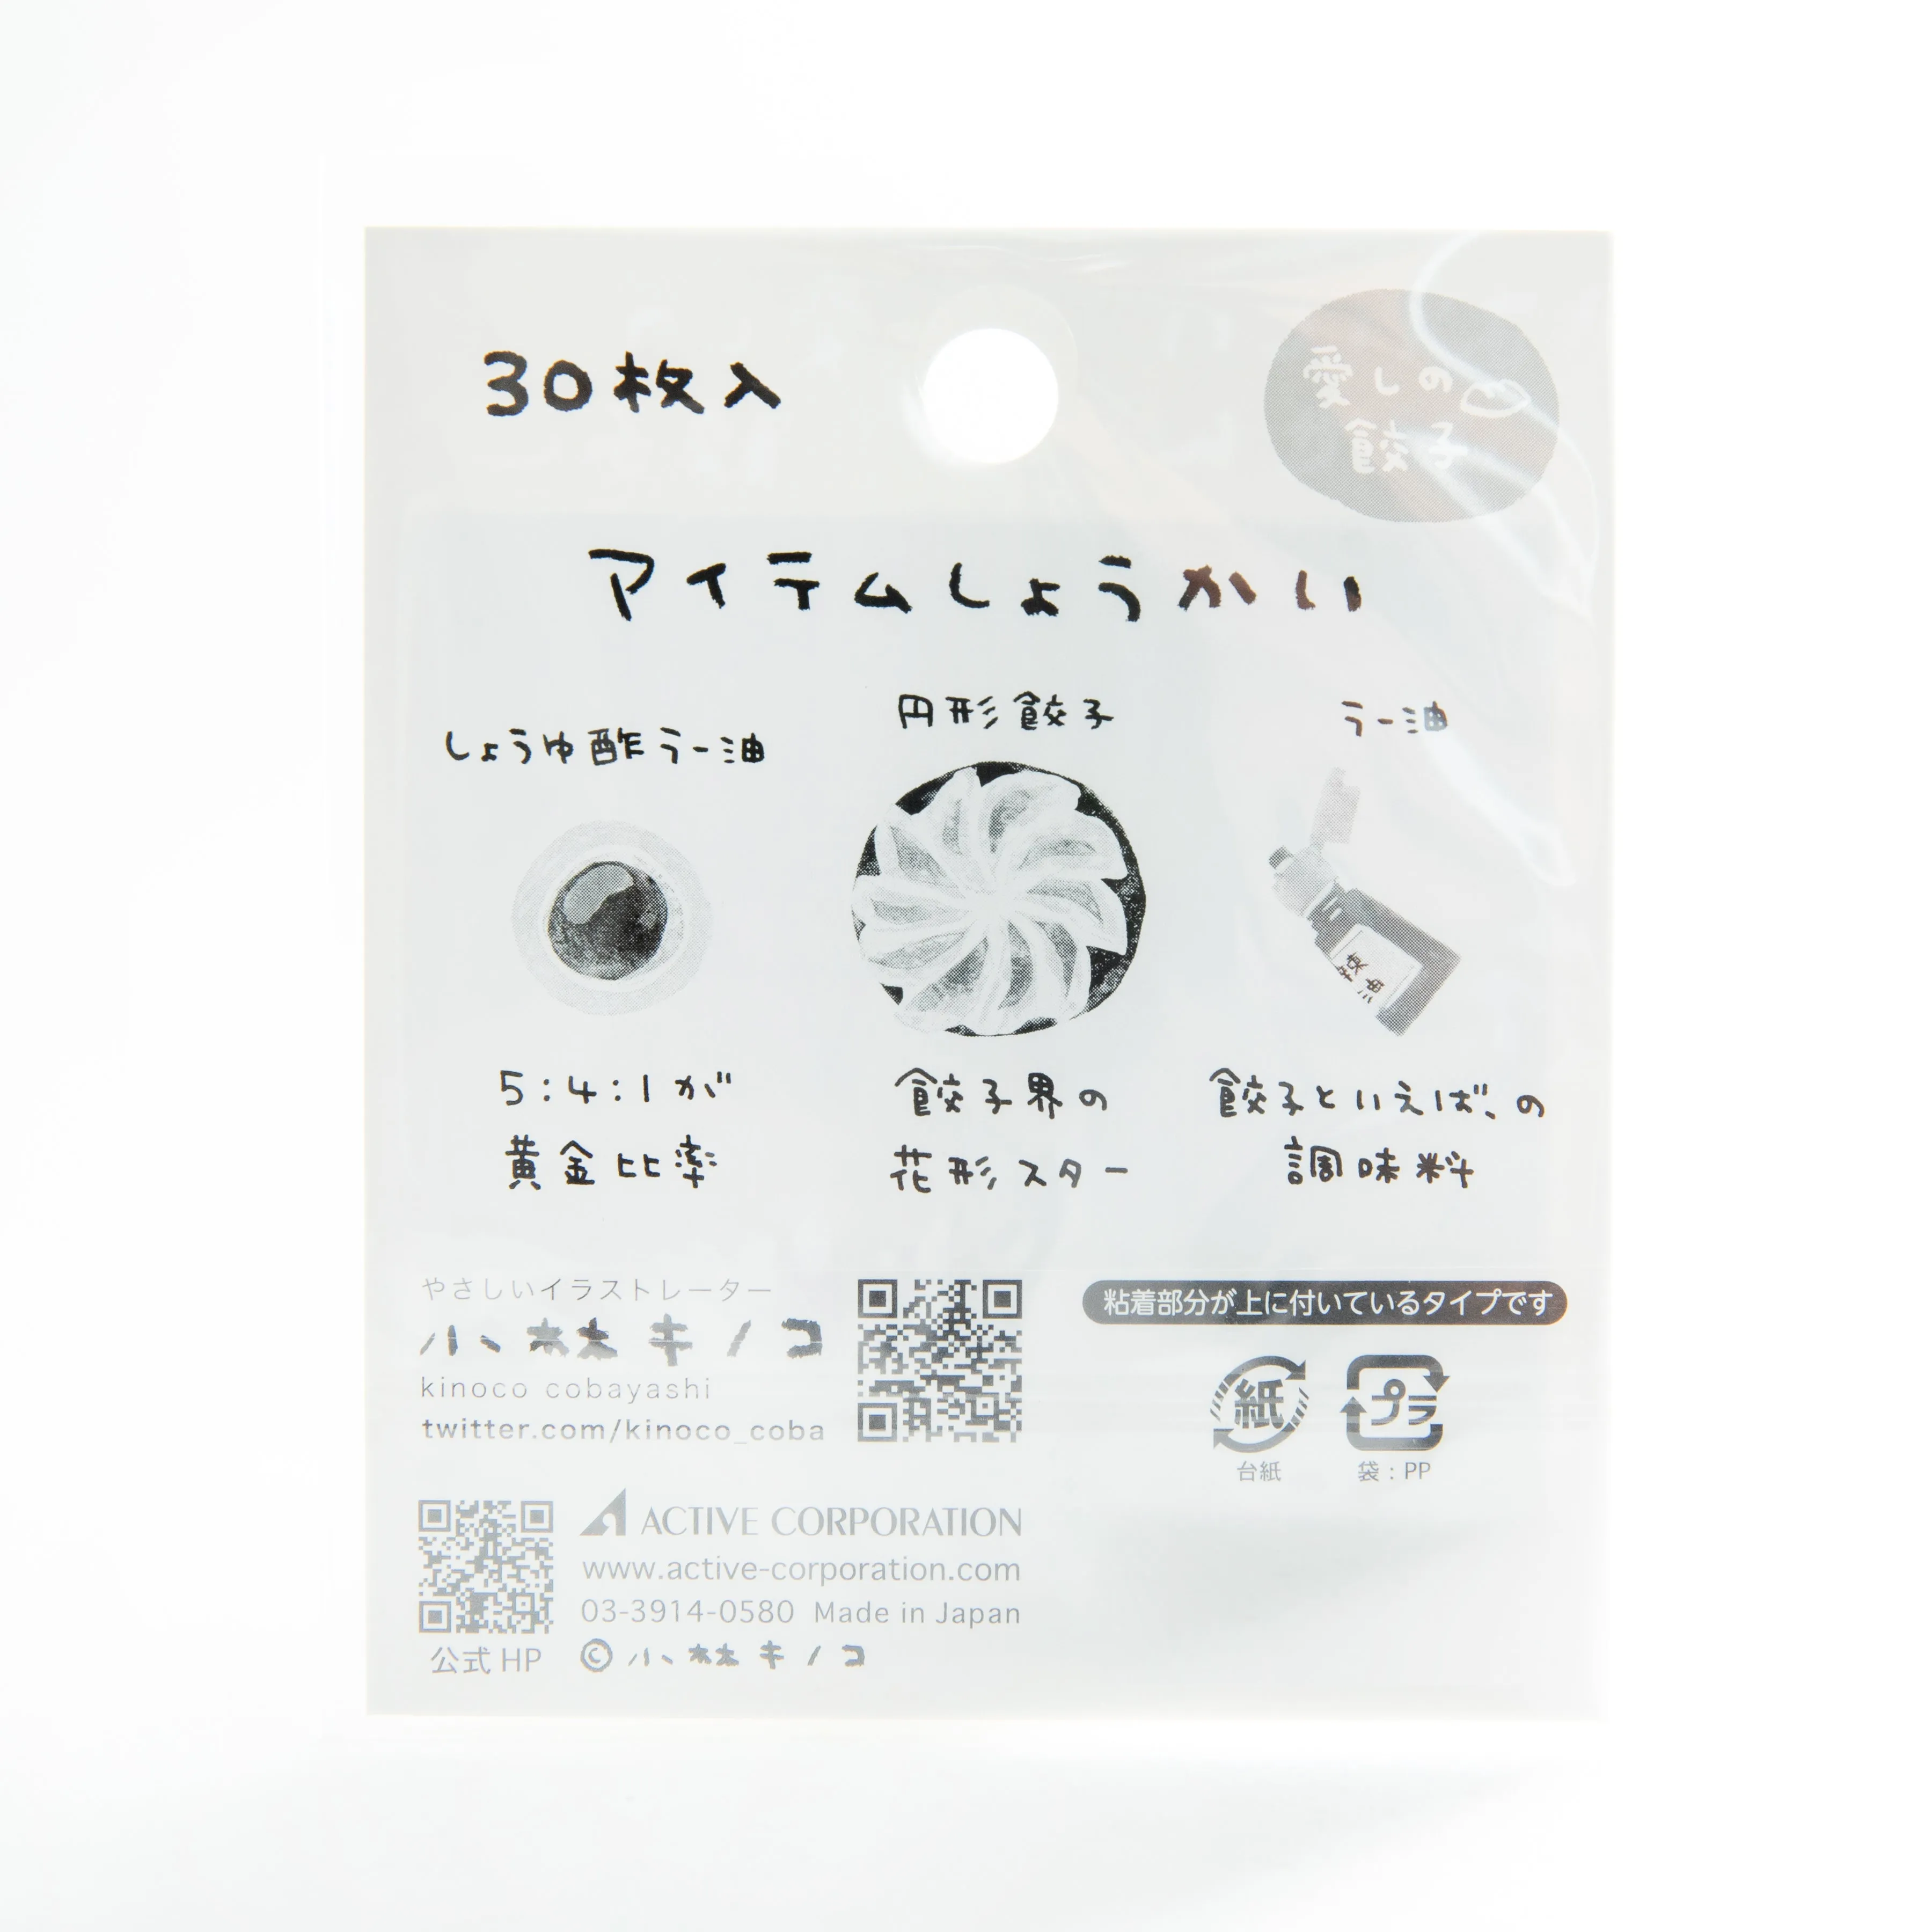 30枚入
愛しの
餃子
アイテムしょうかい
しょうゆ酢ラー油
円形餃子
ラー油
辣油
5:4:1が
黄金比率
餃子界の
花形スター
餃子といえば、の
調味料
やさしいイラストレーター
小林キノコ
kinoco cobayashi
twitter.com/kinoco_coba
粘着部分が上に付いているタイプです
紙
台紙
プラ
袋:PP
ACTIVE CORPORATION
www.active-corporation.com
03-3914-0580 Made in Japan
公式HP
©小林キノコ